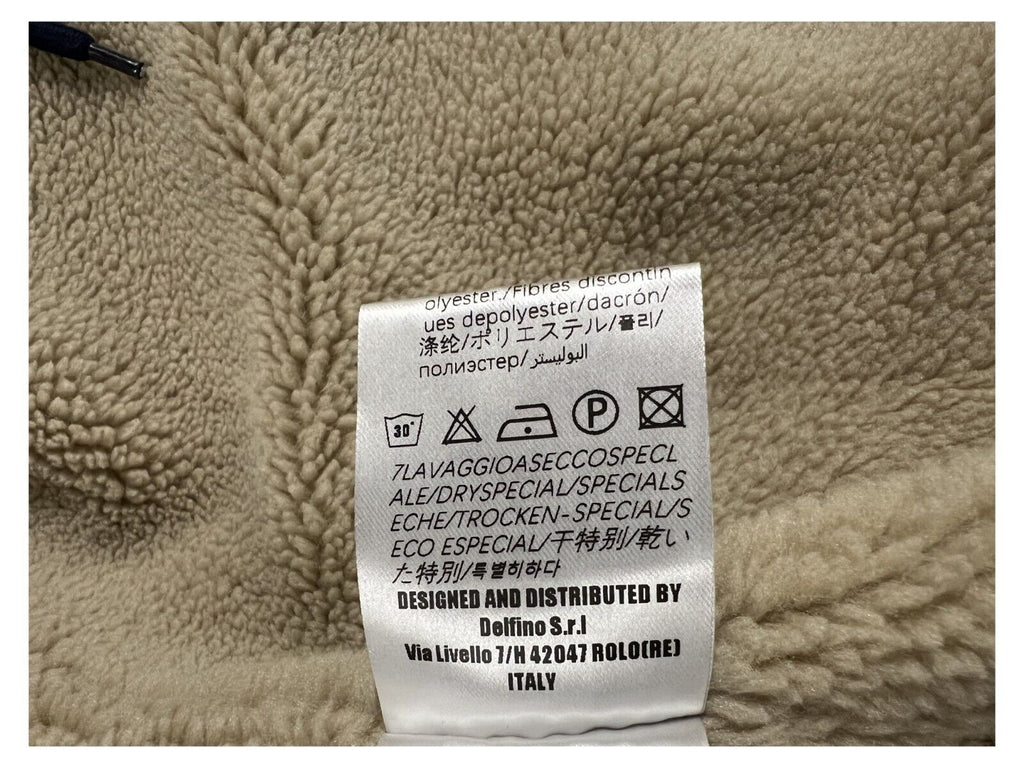 olyester./Fibres discontin
ues depolyester/dacrón/
涤纶/ポリエステル/폴리/
полиэстер/البوليستر
30°
P
7LAVAGGIOASECCOSPECL
ALE/DRYSPECIAL/SPECIALS
ECHE/TROCKEN-SPECIAL/S
ECO ESPECIAL/干特别/乾い
た特別/특별히하다
DESIGNED AND DISTRIBUTED BY
Delfino S.r.l
Via Livello 7/H 42047 ROLO(RE)
ITALY